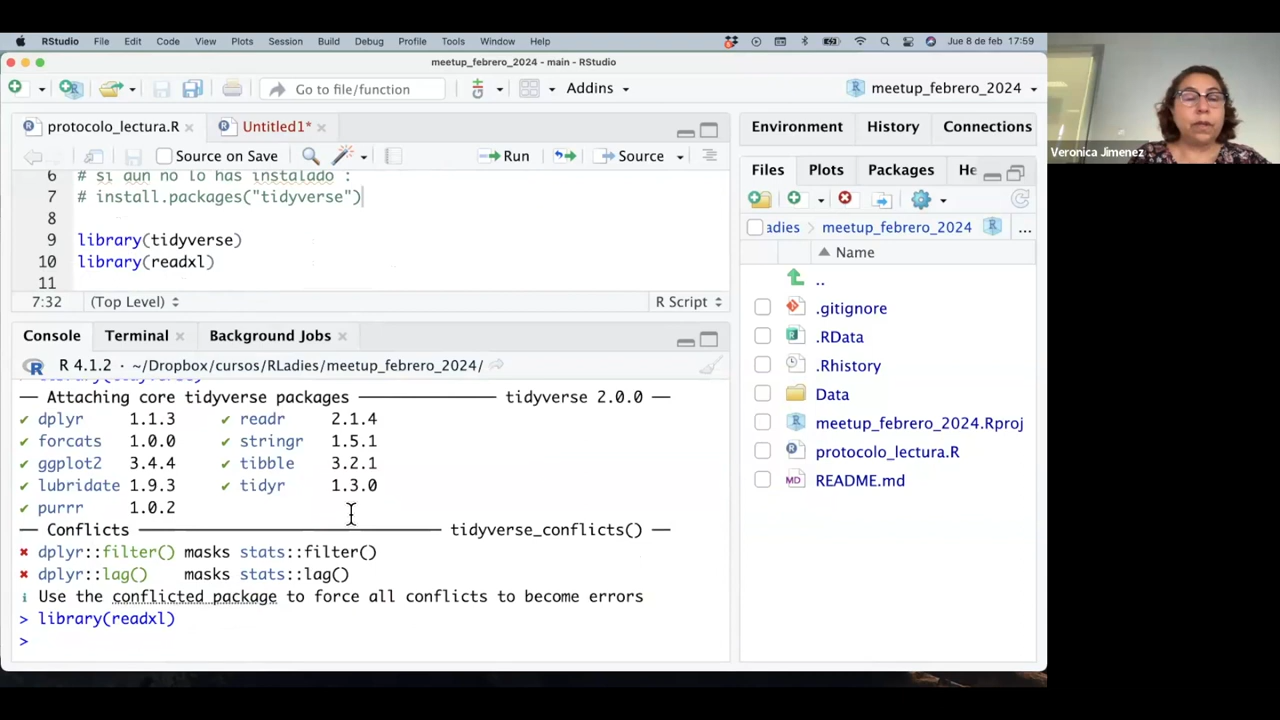 RStudio File Edit Code View Plots Session Build Debug Profile Tools Window Help Jue 8 de feb 17:59
meetup_febrero_2024 - main - RStudio
Go to file/function Addins meetup_febrero_2024
protocolo_lectura.R Untitled1*
Source on Save Run Source
6 # si aun no lo has instalado :
7 # install.packages("tidyverse")
8
9 library(tidyverse)
10 library(readxl)
11
7:32 (Top Level) R Script
Console Terminal Background Jobs
R 4.1.2 · ~/Dropbox/cursos/RLadies/meetup_febrero_2024/
── Attaching core tidyverse packages ──────── tidyverse 2.0.0 ──
✔ dplyr 1.1.3 ✔ readr 2.1.4
✔ forcats 1.0.0 ✔ stringr 1.5.1
✔ ggplot2 3.4.4 ✔ tibble 3.2.1
✔ lubridate 1.9.3 ✔ tidyr 1.3.0
✔ purrr 1.0.2
── Conflicts ──────────────── tidyverse_conflicts() ──
✖ dplyr::filter() masks stats::filter()
✖ dplyr::lag() masks stats::lag()
ℹ Use the conflicted package to force all conflicts to become errors
> library(readxl)
>
Environment History Connections
Files Plots Packages He
adies meetup_febrero_2024 ...
Name
..
.gitignore
.RData
.Rhistory
Data
meetup_febrero_2024.Rproj
protocolo_lectura.R
README.md
Veronica Jimenez